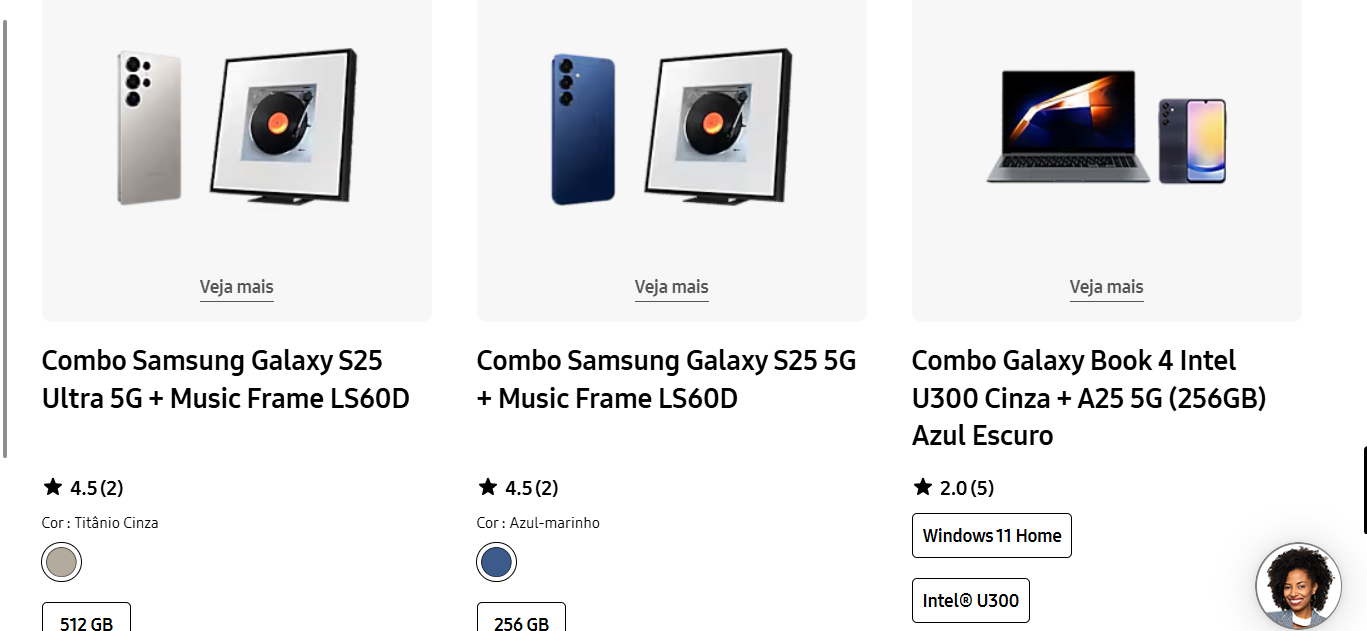 Veja mais
Combo Samsung Galaxy S25
Ultra 5G + Music Frame LS60D
4.5 (2)
Cor : Titânio Cinza
512 GB
Veja mais
Combo Samsung Galaxy S25 5G
+ Music Frame LS60D
4.5 (2)
Cor : Azul-marinho
256 GB
Veja mais
Combo Galaxy Book 4 Intel
U300 Cinza + A25 5G (256GB)
Azul Escuro
2.0 (5)
Windows 11 Home
Intel® U300